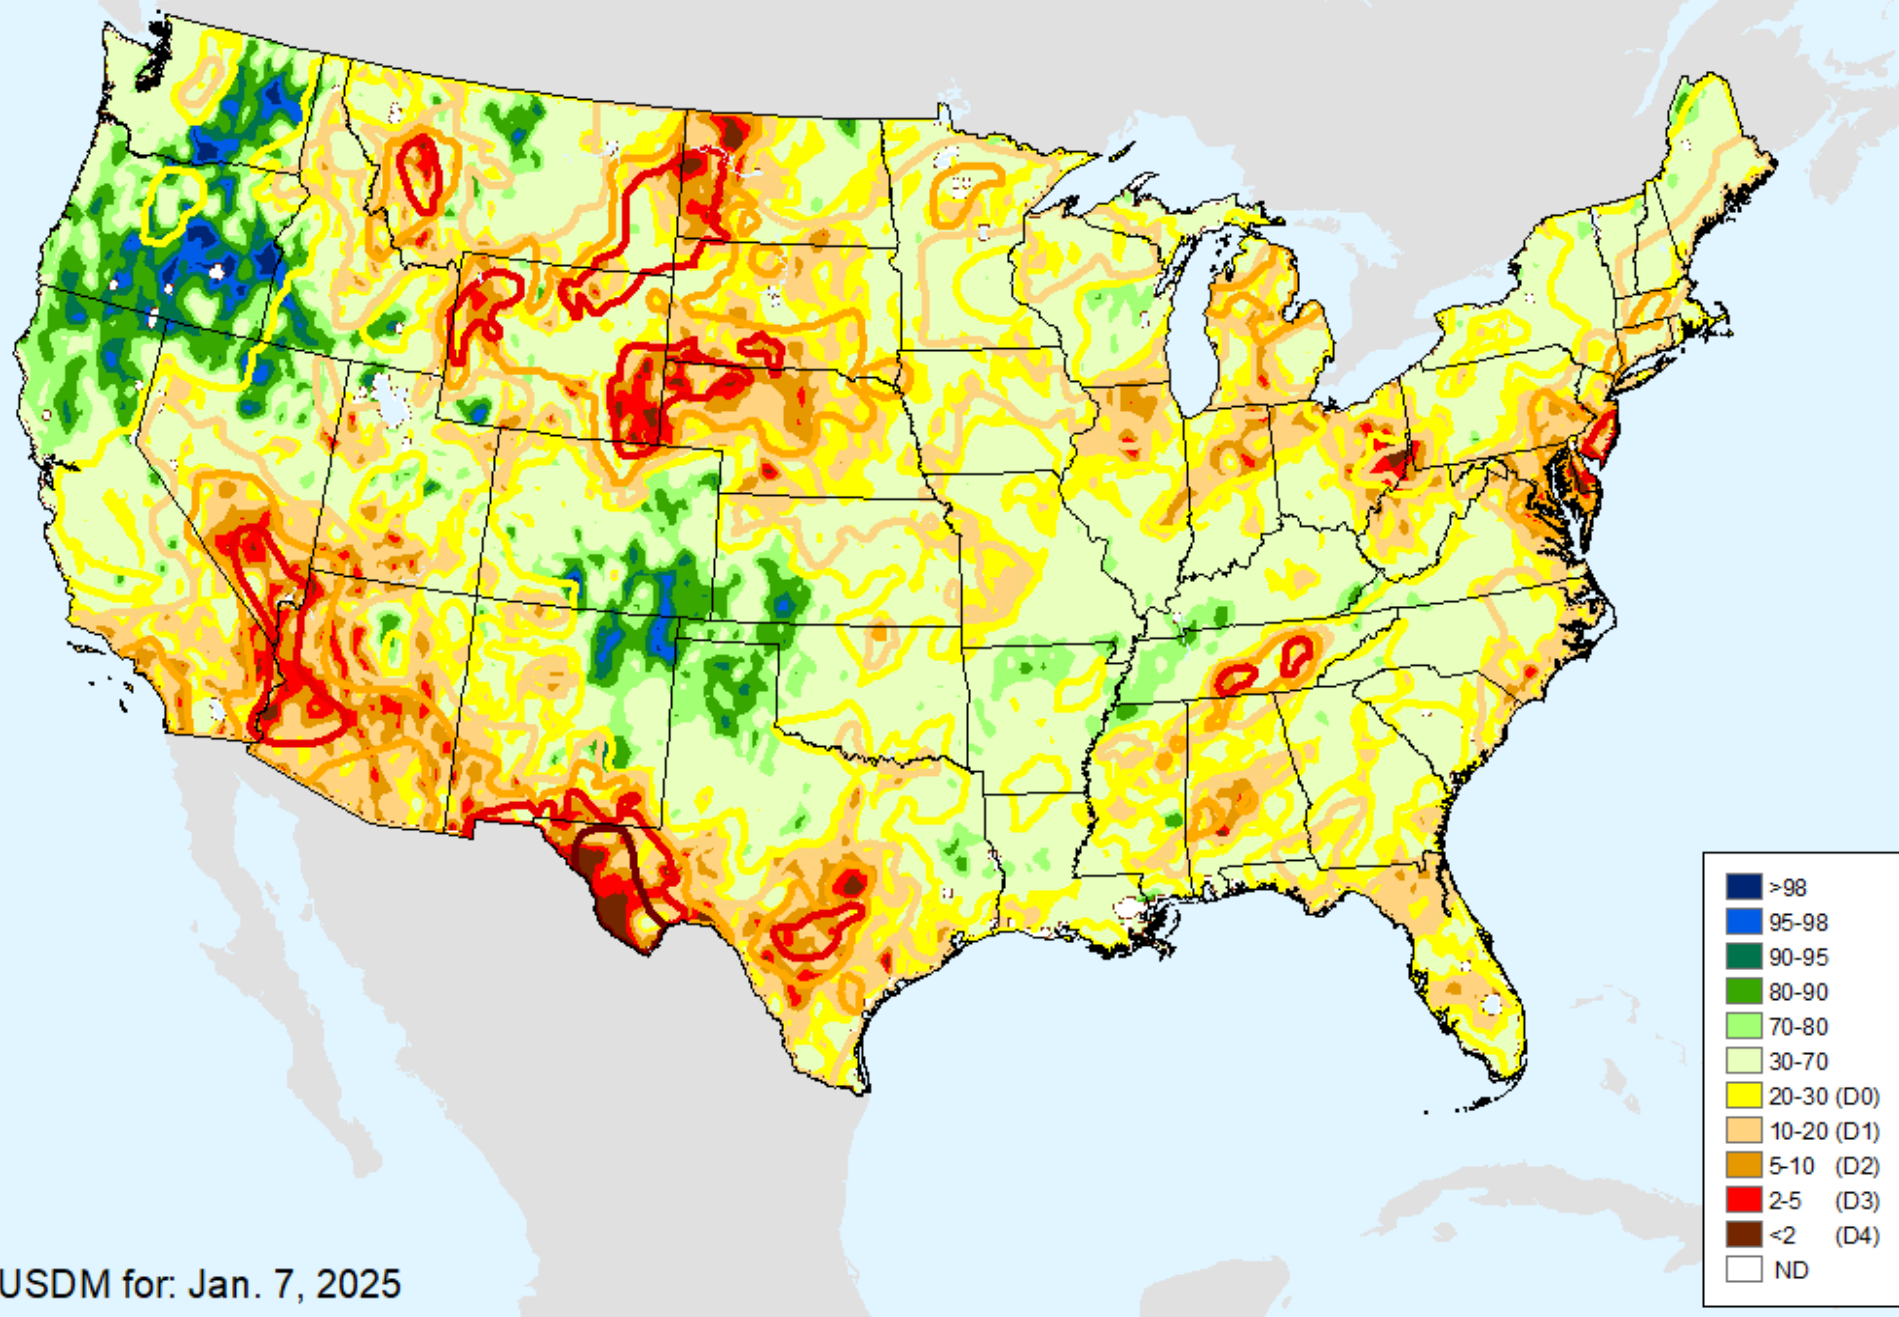 >98
95-98
90-95
80-90
70-80
30-70
20-30 (D0)
10-20 (D1)
5-10 (D2)
2-5 (D3)
<2 (D4)
ND
USDM for: Jan. 7, 2025